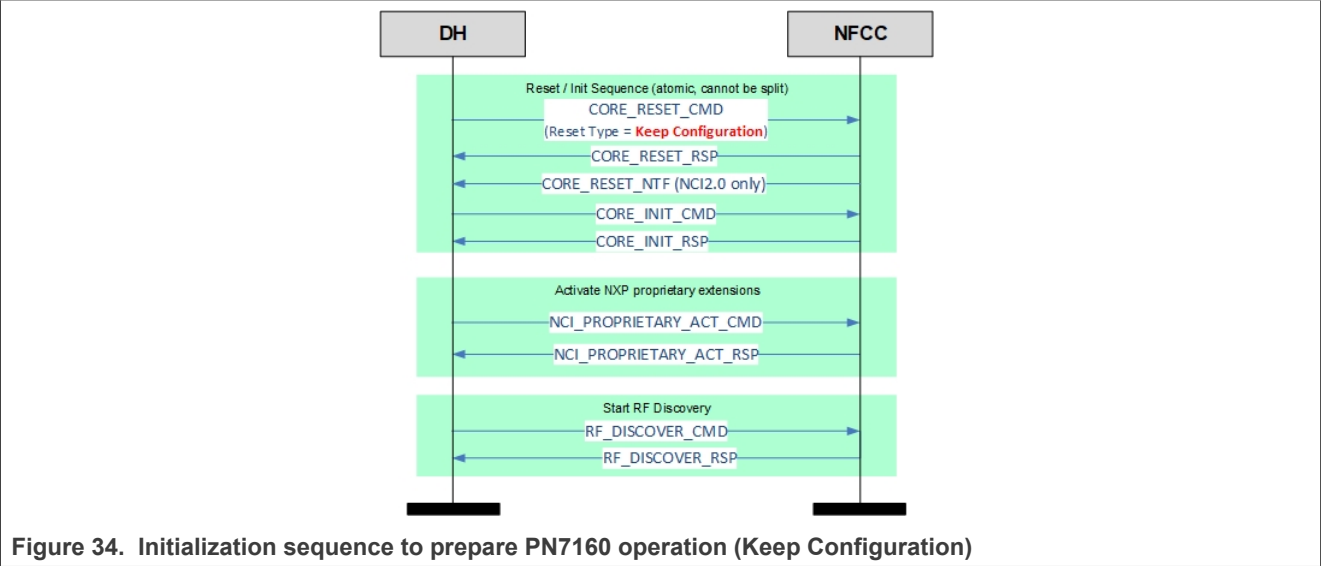 DH
NFCC
Reset / Init Sequence (atomic, cannot be split)
CORE_RESET_CMD
(Reset Type = Keep Configuration)
CORE_RESET_RSP
CORE_RESET_NTF (NCI2.0 only)
CORE_INIT_CMD
CORE_INIT_RSP
Activate NXP proprietary extensions
NCI_PROPRIETARY_ACT_CMD
NCI_PROPRIETARY_ACT_RSP
Start RF Discovery
RF_DISCOVER_CMD
RF_DISCOVER_RSP
Figure 34. Initialization sequence to prepare PN7160 operation (Keep Configuration)